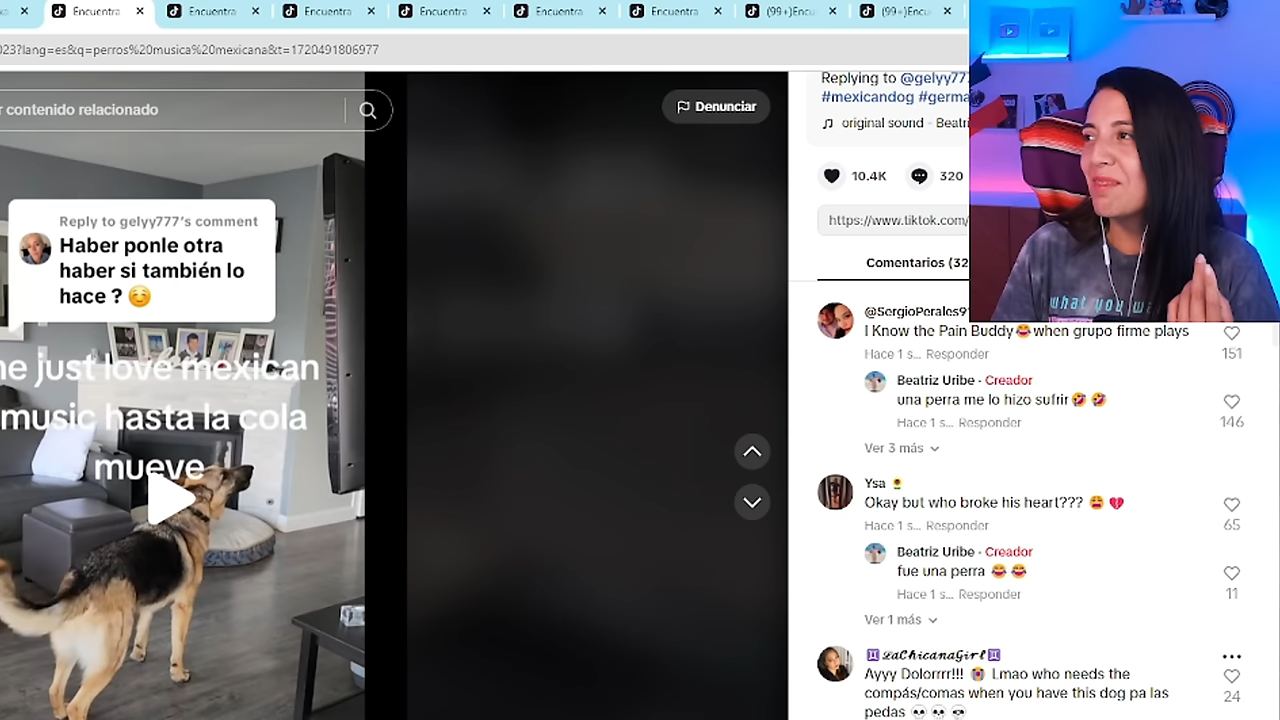 Encuentra
Encuentra
Encuentra
Encuentra
Encuentra
Encuentra
(99+)Encu
(99+)Encu
023?lang=es&q=perros%20musica%20mexicana&t=1720491806977
contenido relacionado
Denunciar
Reply to gelyy777's comment
Haber ponle otra
haber si también lo
hace ? ☺️
just love mexican
music hasta la cola
mueve
Replying to @gelyy777
#mexicandog #germa
♫ original sound - Beatri
10.4K
320
https://www.tiktok.com/
Comentarios (32
@SergioPerales9
I Know the Pain Buddy😂when grupo firme plays
Hace 1 s... Responder
151
Beatriz Uribe · Creador
una perra me lo hizo sufrir🤣 🤣
Hace 1 s... Responder
146
Ver 3 más
Ysa 🌻
Okay but who broke his heart??? 😩 💔
Hace 1 s... Responder
65
Beatriz Uribe · Creador
fue una perra 😂 😂
Hace 1 s... Responder
11
Ver 1 más
♊𝓛𝓪𝓒𝓱𝓲𝓬𝓪𝓷𝓪𝓖𝓲𝓻𝓵♊
Ayyy Dolorrrr!!! 😭 Lmao who needs the
compás/comas when you have this dog pa las
pedas 💀 💀 💀
24
what you